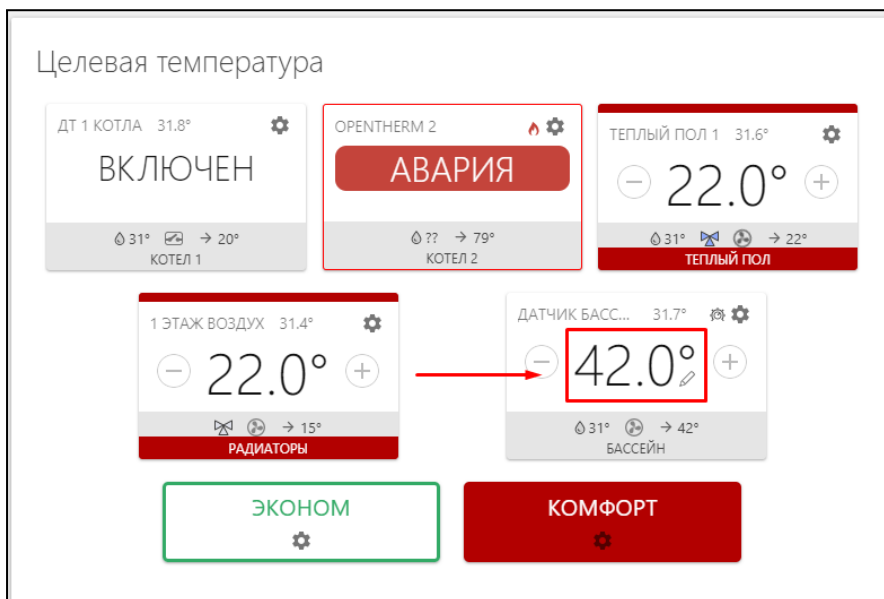 Целевая температура
ДТ 1 КОТЛА 31.8°
ВКЛЮЧЕН
31° → 20°
КОТЕЛ 1
OPENTHERM 2
АВАРИЯ
?? → 79°
КОТЕЛ 2
ТЕПЛЫЙ ПОЛ 1 31.6°
22.0°
31° → 22°
ТЕПЛЫЙ ПОЛ
1 ЭТАЖ ВОЗДУХ 31.4°
22.0°
→ 15°
РАДИАТОРЫ
ДАТЧИК БАСС... 31.7°
42.0°
31° → 42°
БАССЕЙН
ЭКОНОМ
КОМФОРТ